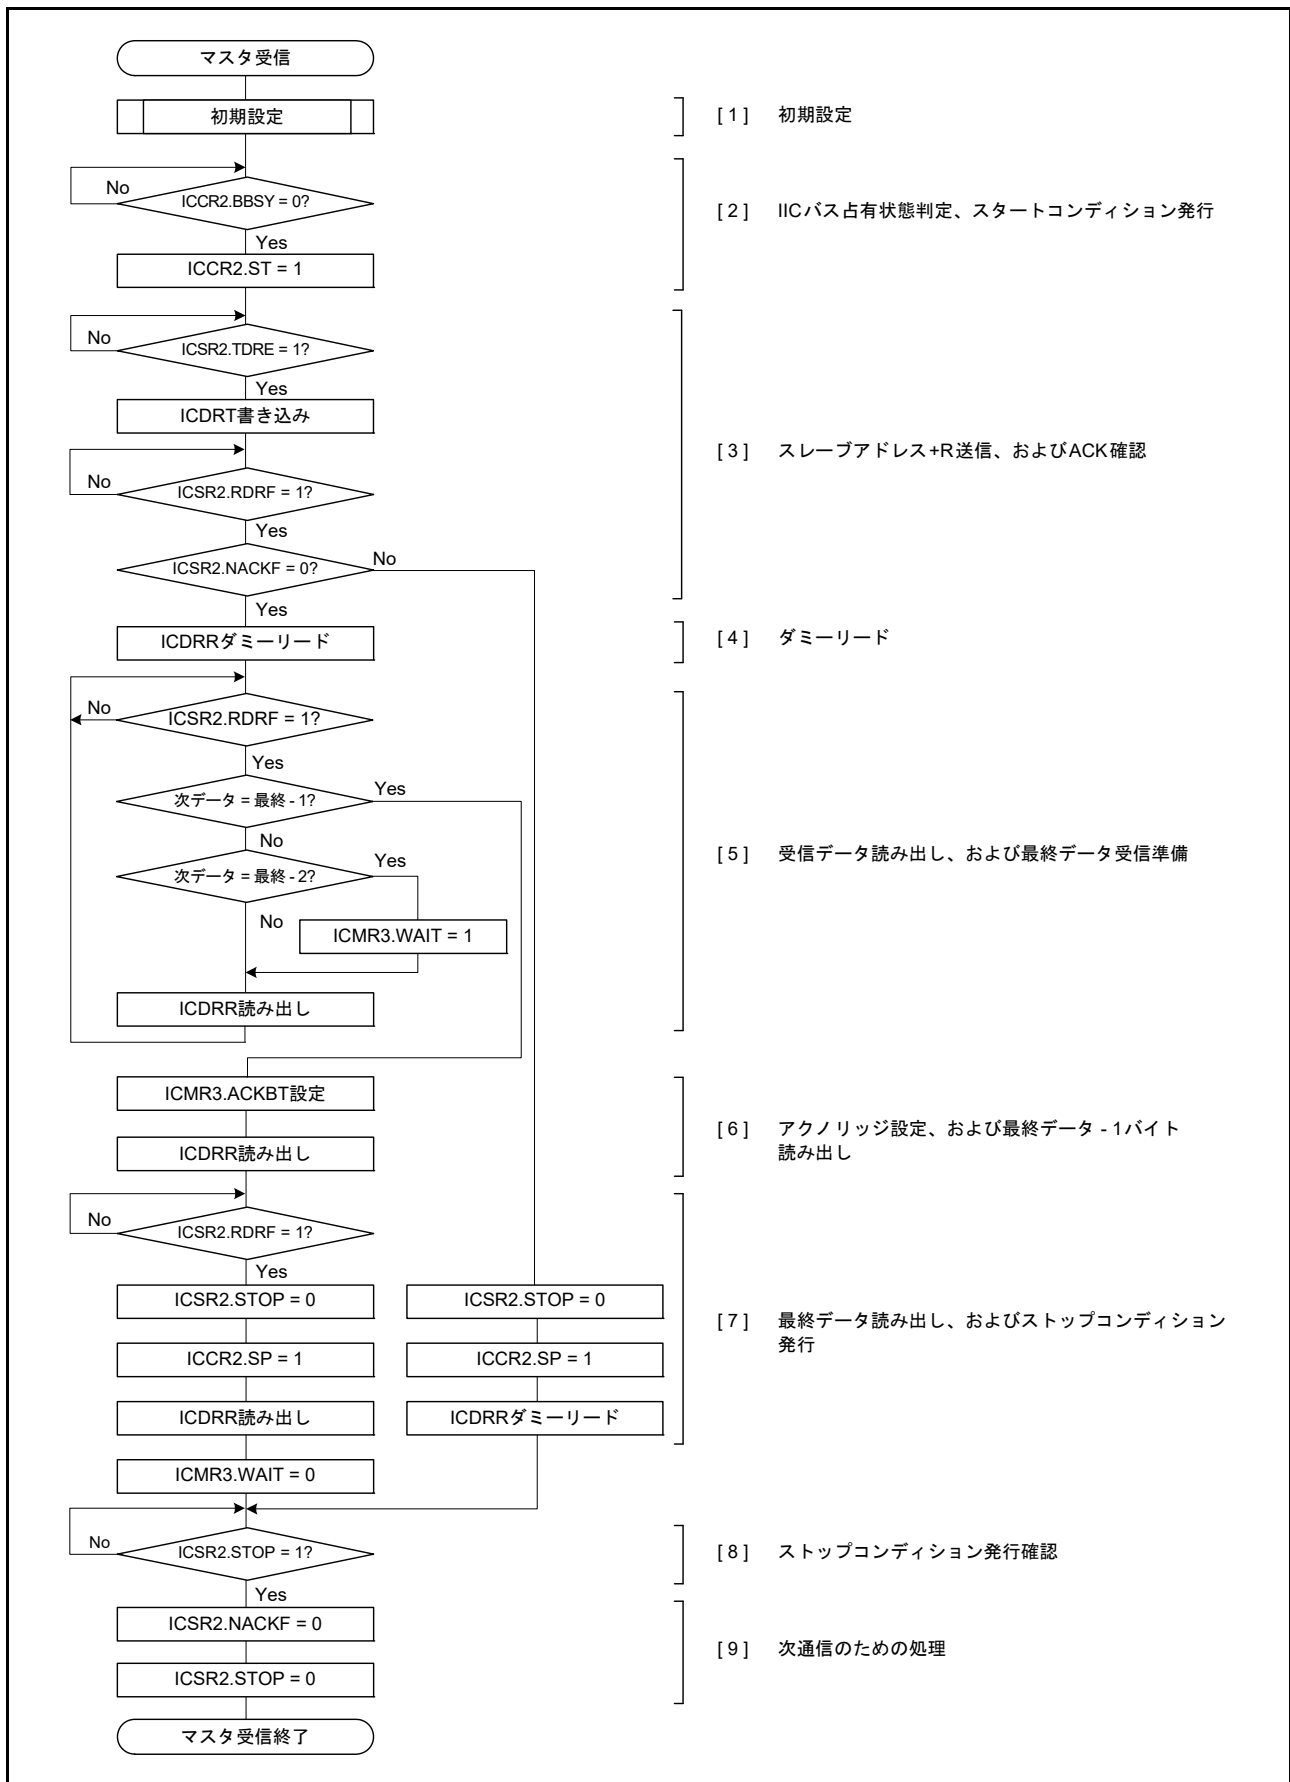 マスタ受信
初期設定
[ 1 ] 初期設定
No
ICCR2.BBSY = 0?
[ 2 ] IICバス占有状態判定、スタートコンディション発行
Yes
ICCR2.ST = 1
No
ICSR2.TDRE = 1?
Yes
ICDRT書き込み
[ 3 ] スレーブアドレス+R送信、およびACK確認
No
ICSR2.RDRF = 1?
Yes
ICSR2.NACKF = 0?
No
Yes
ICDRRダミーリード
[ 4 ] ダミーリード
No
ICSR2.RDRF = 1?
Yes
次データ = 最終 - 1?
Yes
No
[ 5 ] 受信データ読み出し、および最終データ受信準備
次データ = 最終 - 2?
Yes
No
ICMR3.WAIT = 1
ICDRR読み出し
ICMR3.ACKBT設定
[ 6 ] アクノリッジ設定、および最終データ - 1バイト
読み出し
ICDRR読み出し
No
ICSR2.RDRF = 1?
Yes
ICSR2.STOP = 0
ICSR2.STOP = 0
[ 7 ] 最終データ読み出し、およびストップコンディション
発行
ICCR2.SP = 1
ICCR2.SP = 1
ICDRR読み出し
ICDRRダミーリード
ICMR3.WAIT = 0
No
ICSR2.STOP = 1?
[ 8 ] ストップコンディション発行確認
Yes
ICSR2.NACKF = 0
[ 9 ] 次通信のための処理
ICSR2.STOP = 0
マスタ受信終了